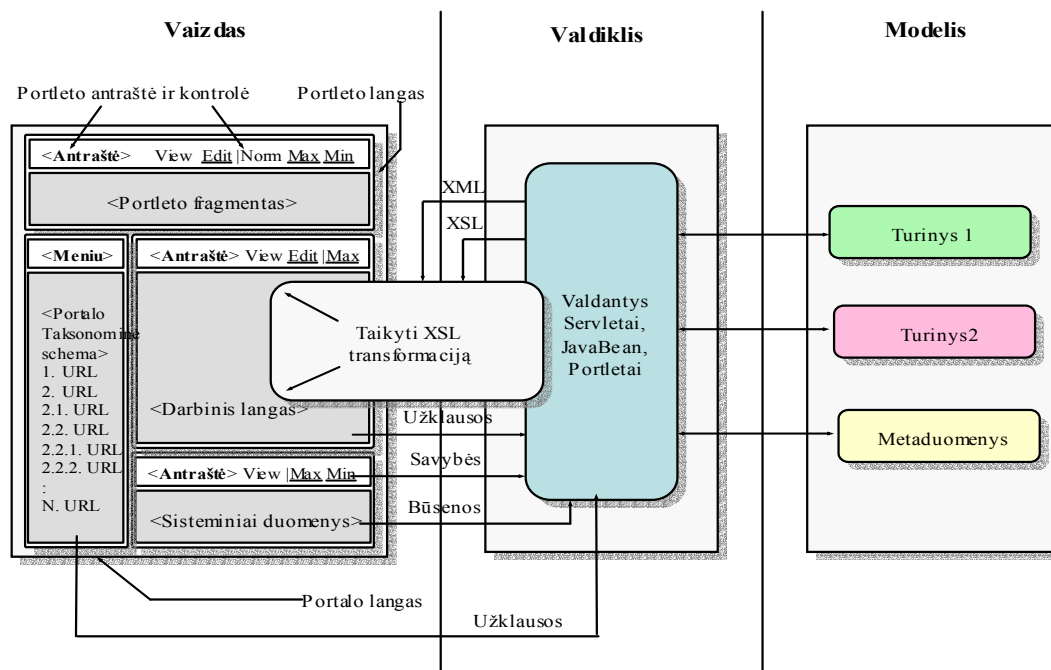 Vaizdas
Valdiklis
Modelis
Portleto antraštė ir kontrolė
Portleto langas
<Antraštė> View Edit |Norm Max Min
<Portleto fragmentas>
<Meniu>
<Portalo
Taksonominė
schema>
1. URL
2. URL
2.1. URL
2.2. URL
2.2.1. URL
2.2.2. URL
:
N. URL
<Antraštė> View Edit |Max
Taikyti XSL
transformaciją
<Darbinis langas>
<Antraštė> View |Max Min
<Sisteminiai duomenys>
Portalo langas
XML
XSL
Užklausos
Savybės
Būsenos
Užklausos
Valdantys
Servletai,
JavaBean,
Portletai
Turinys 1
Turinys2
Metaduomenys